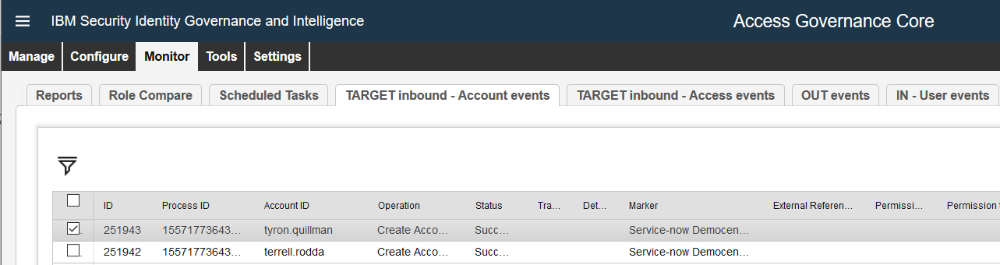 IBM Security Identity Governance and Intelligence Access Governance Core
Manage Configure Monitor Tools Settings
Reports Role Compare Scheduled Tasks TARGET inbound - Account events TARGET inbound - Access events OUT events IN - User events
ID Process ID Account ID Operation Status Tra... Det... Marker External Referen... Permissi... Permission
251943 15571773643... tyron.quillman Create Acco... Succ... Service-now Democen...
251942 15571773643... terrell.rodda Create Acco... Succ... Service-now Democen...